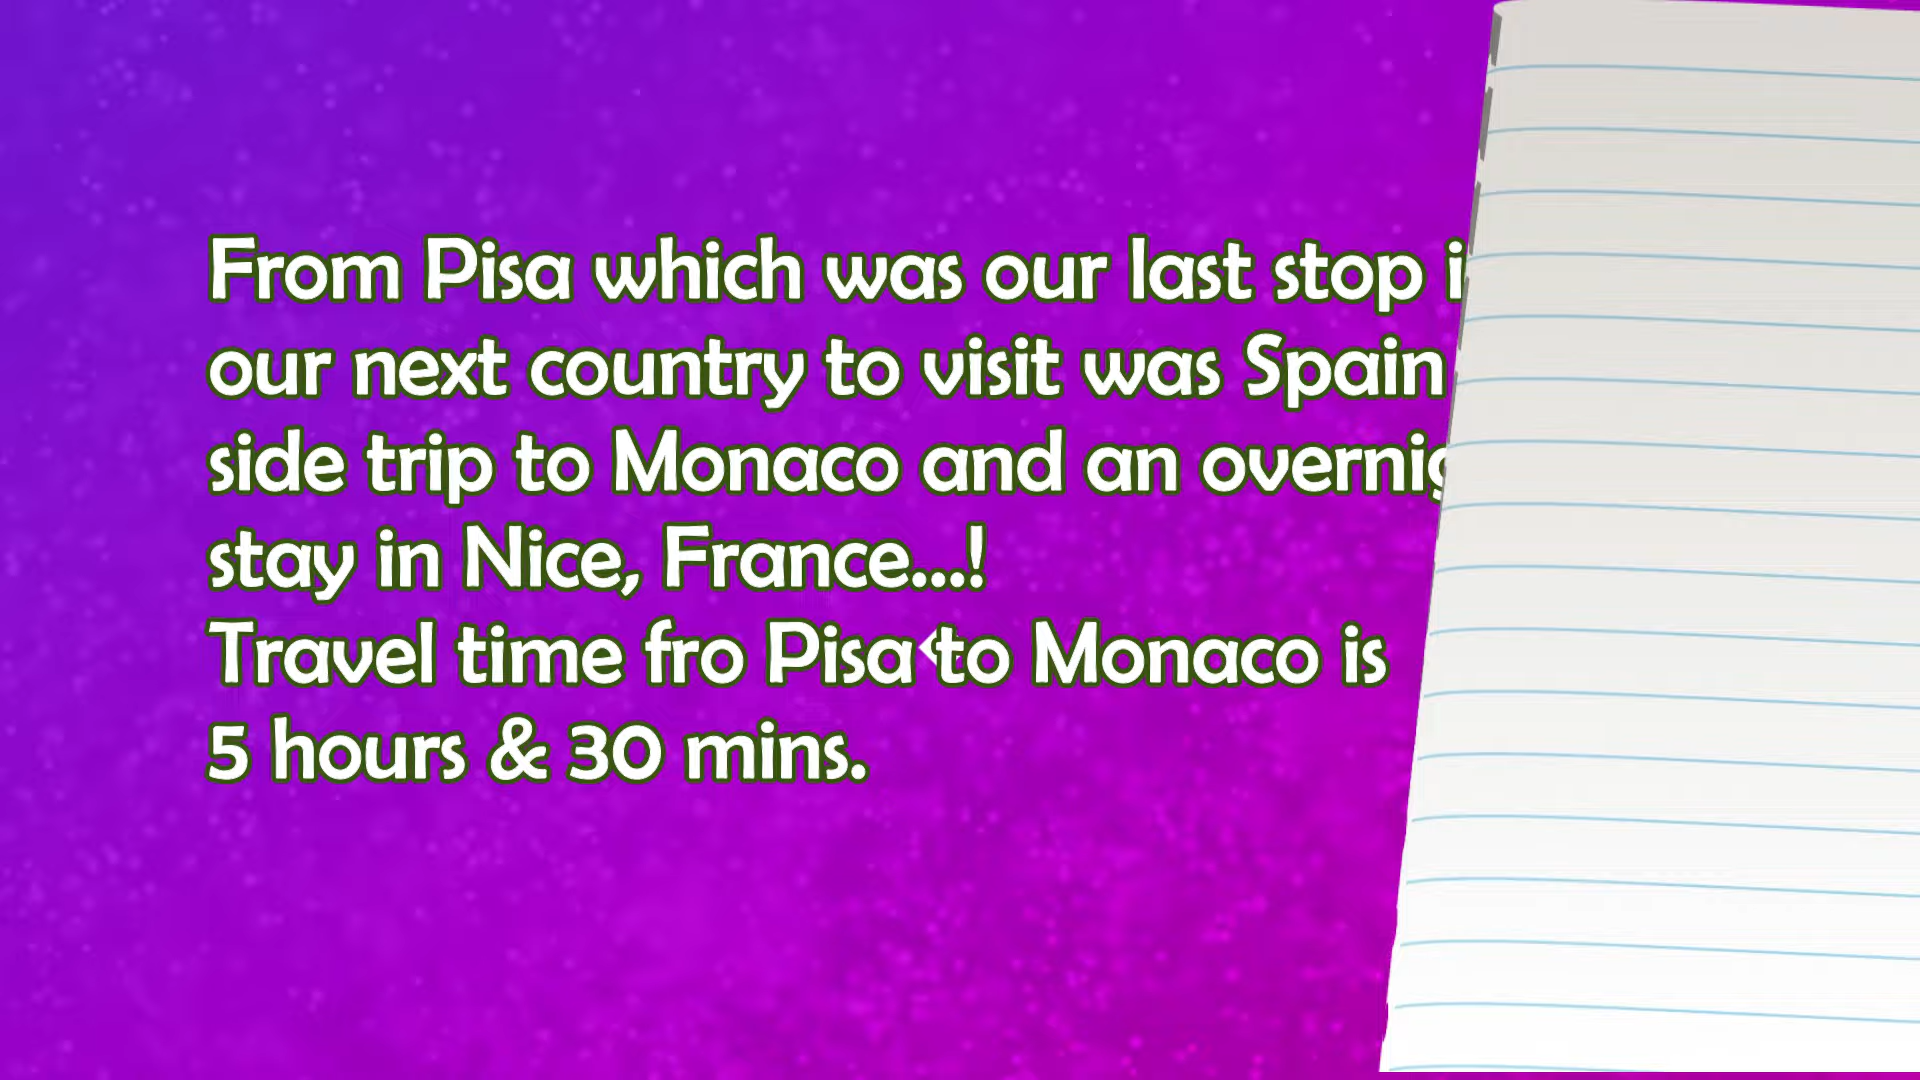 From Pisa which was our last stop
our next country to visit was Spain
side trip to Monaco and an
stay in Nice, France...!
Travel time fro Pisa to Monaco is
5 hours & 30 mins.